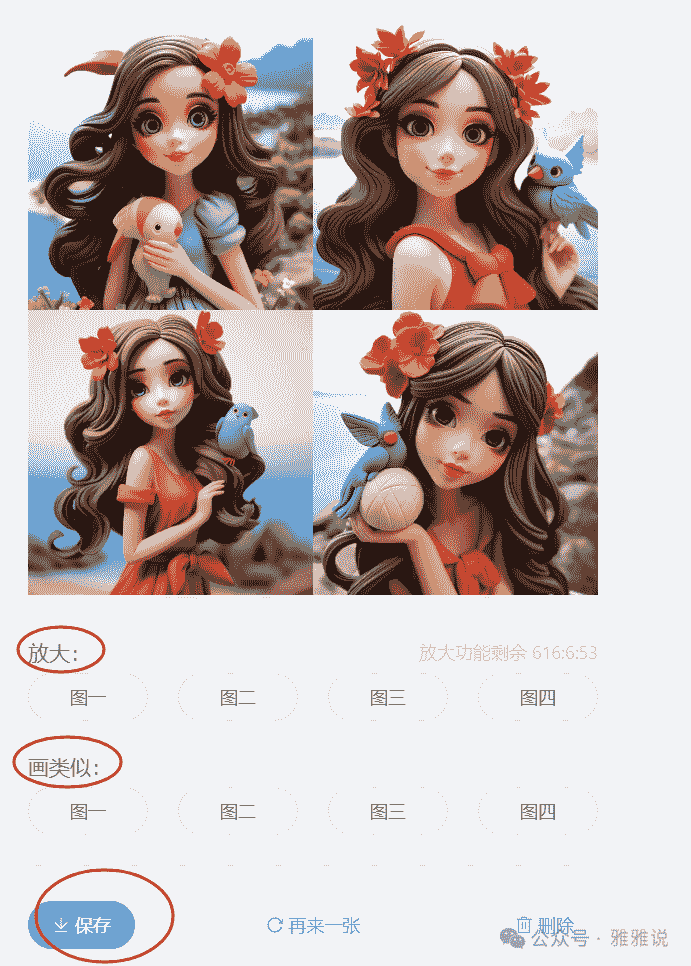 放大:
放大功能剩余 616:6:53
图一 图二 图三 图四
画类似:
图一 图二 图三 图四
保存 再来一张 删除
公众号 · 雅雅说